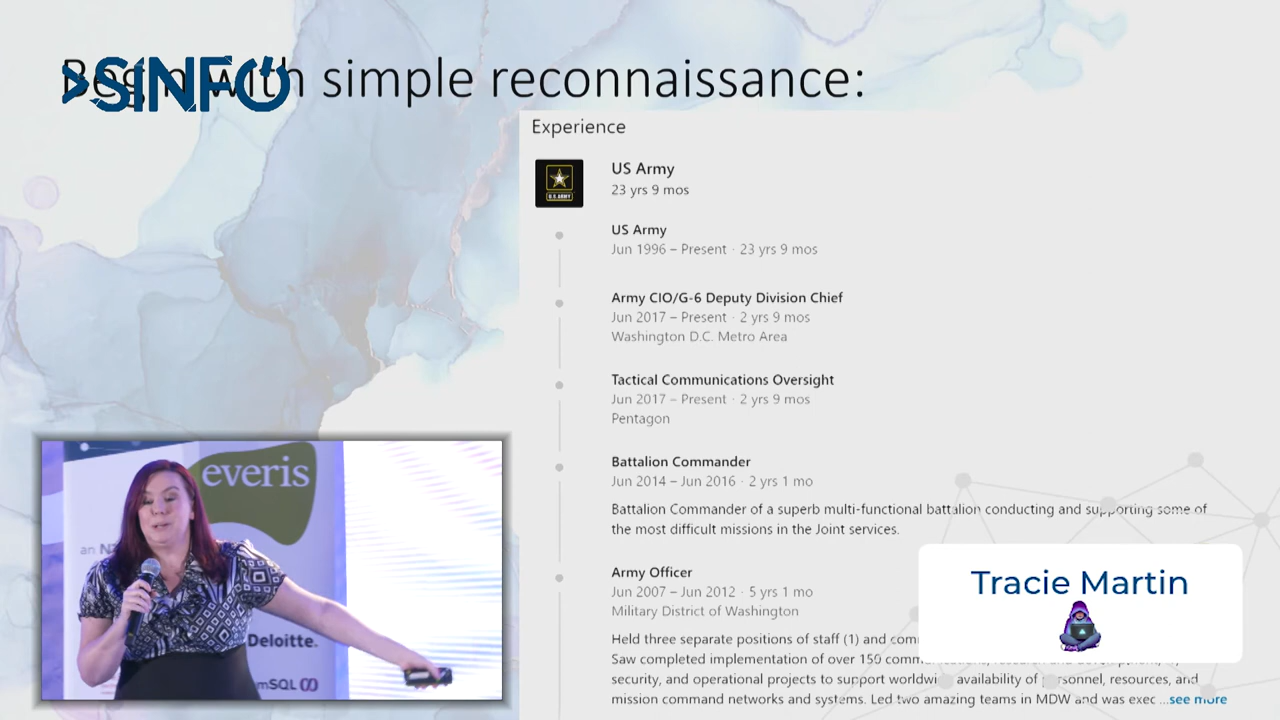 Begin with simple reconnaissance:
SINFO
Experience
US Army
23 yrs 9 mos
U.S.ARMY
US Army
Jun 1996 – Present · 23 yrs 9 mos
Army CIO/G-6 Deputy Division Chief
Jun 2017 – Present · 2 yrs 9 mos
Washington D.C. Metro Area
Tactical Communications Oversight
Jun 2017 – Present · 2 yrs 9 mos
Pentagon
Battalion Commander
Jun 2014 – Jun 2016 · 2 yrs 1 mo
Battalion Commander of a superb multi-functional battalion conducting and supporting some of
the most difficult missions in the Joint services.
Army Officer
Jun 2007 – Jun 2012 · 5 yrs 1 mo
Military District of Washington
Held three separate positions of staff (1) and
Saw completed implementation of over 150
security, and operational projects to support worldwi availability of personnel, resources, and
mission command networks and systems. Led two amazing teams in MDW and was exec ...see more
Tracie Martin
everis
an
Deloitte.
mSQL